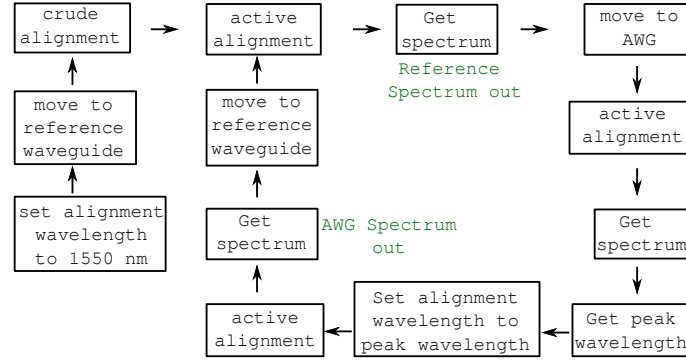 set alignment
wavelength
to 1550 nm
move to
reference
waveguide
crude
alignment
active
alignment
Get
spectrum
Reference
Spectrum out
move to
AWG
active
alignment
Get
spectrum
Get peak
wavelength
Set alignment
wavelength to
peak wavelength
active
alignment
Get
spectrum
AWG Spectrum
out
move to
reference
waveguide